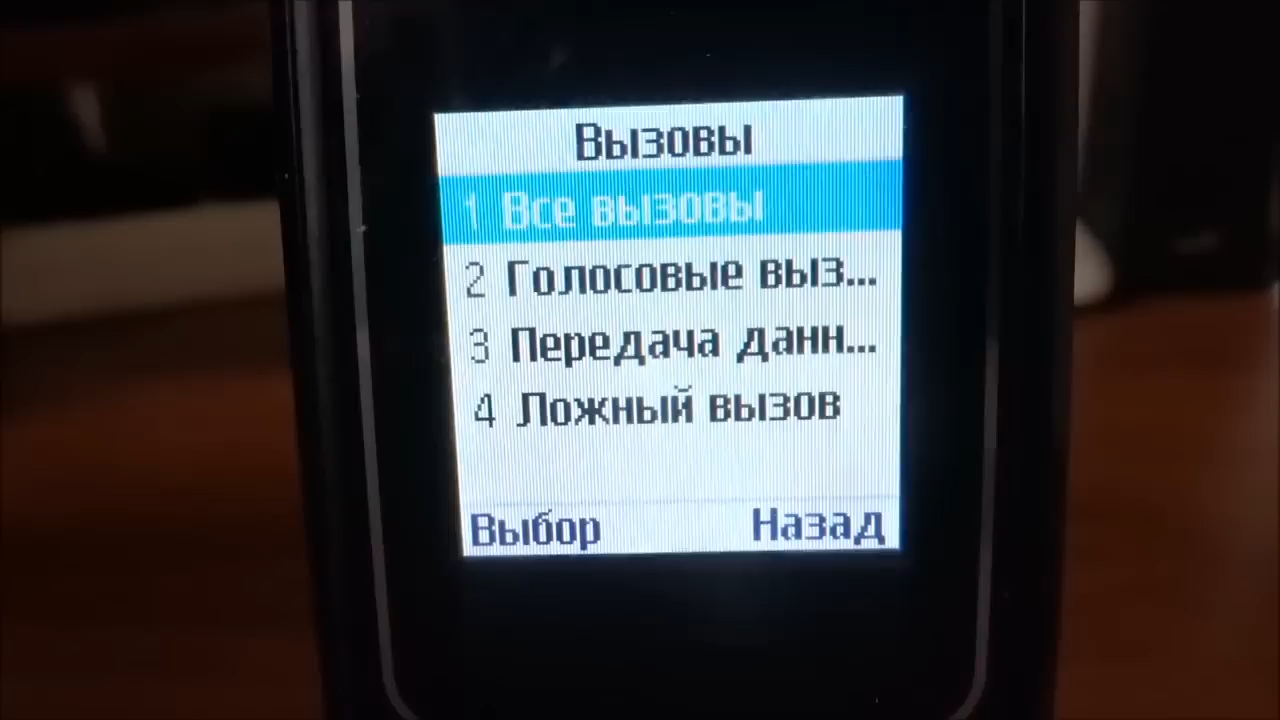 Вызовы
1 Все вызовы
2 Голосовые выз...
3 Передача данн...
4 Ложный вызов
Выбор Назад